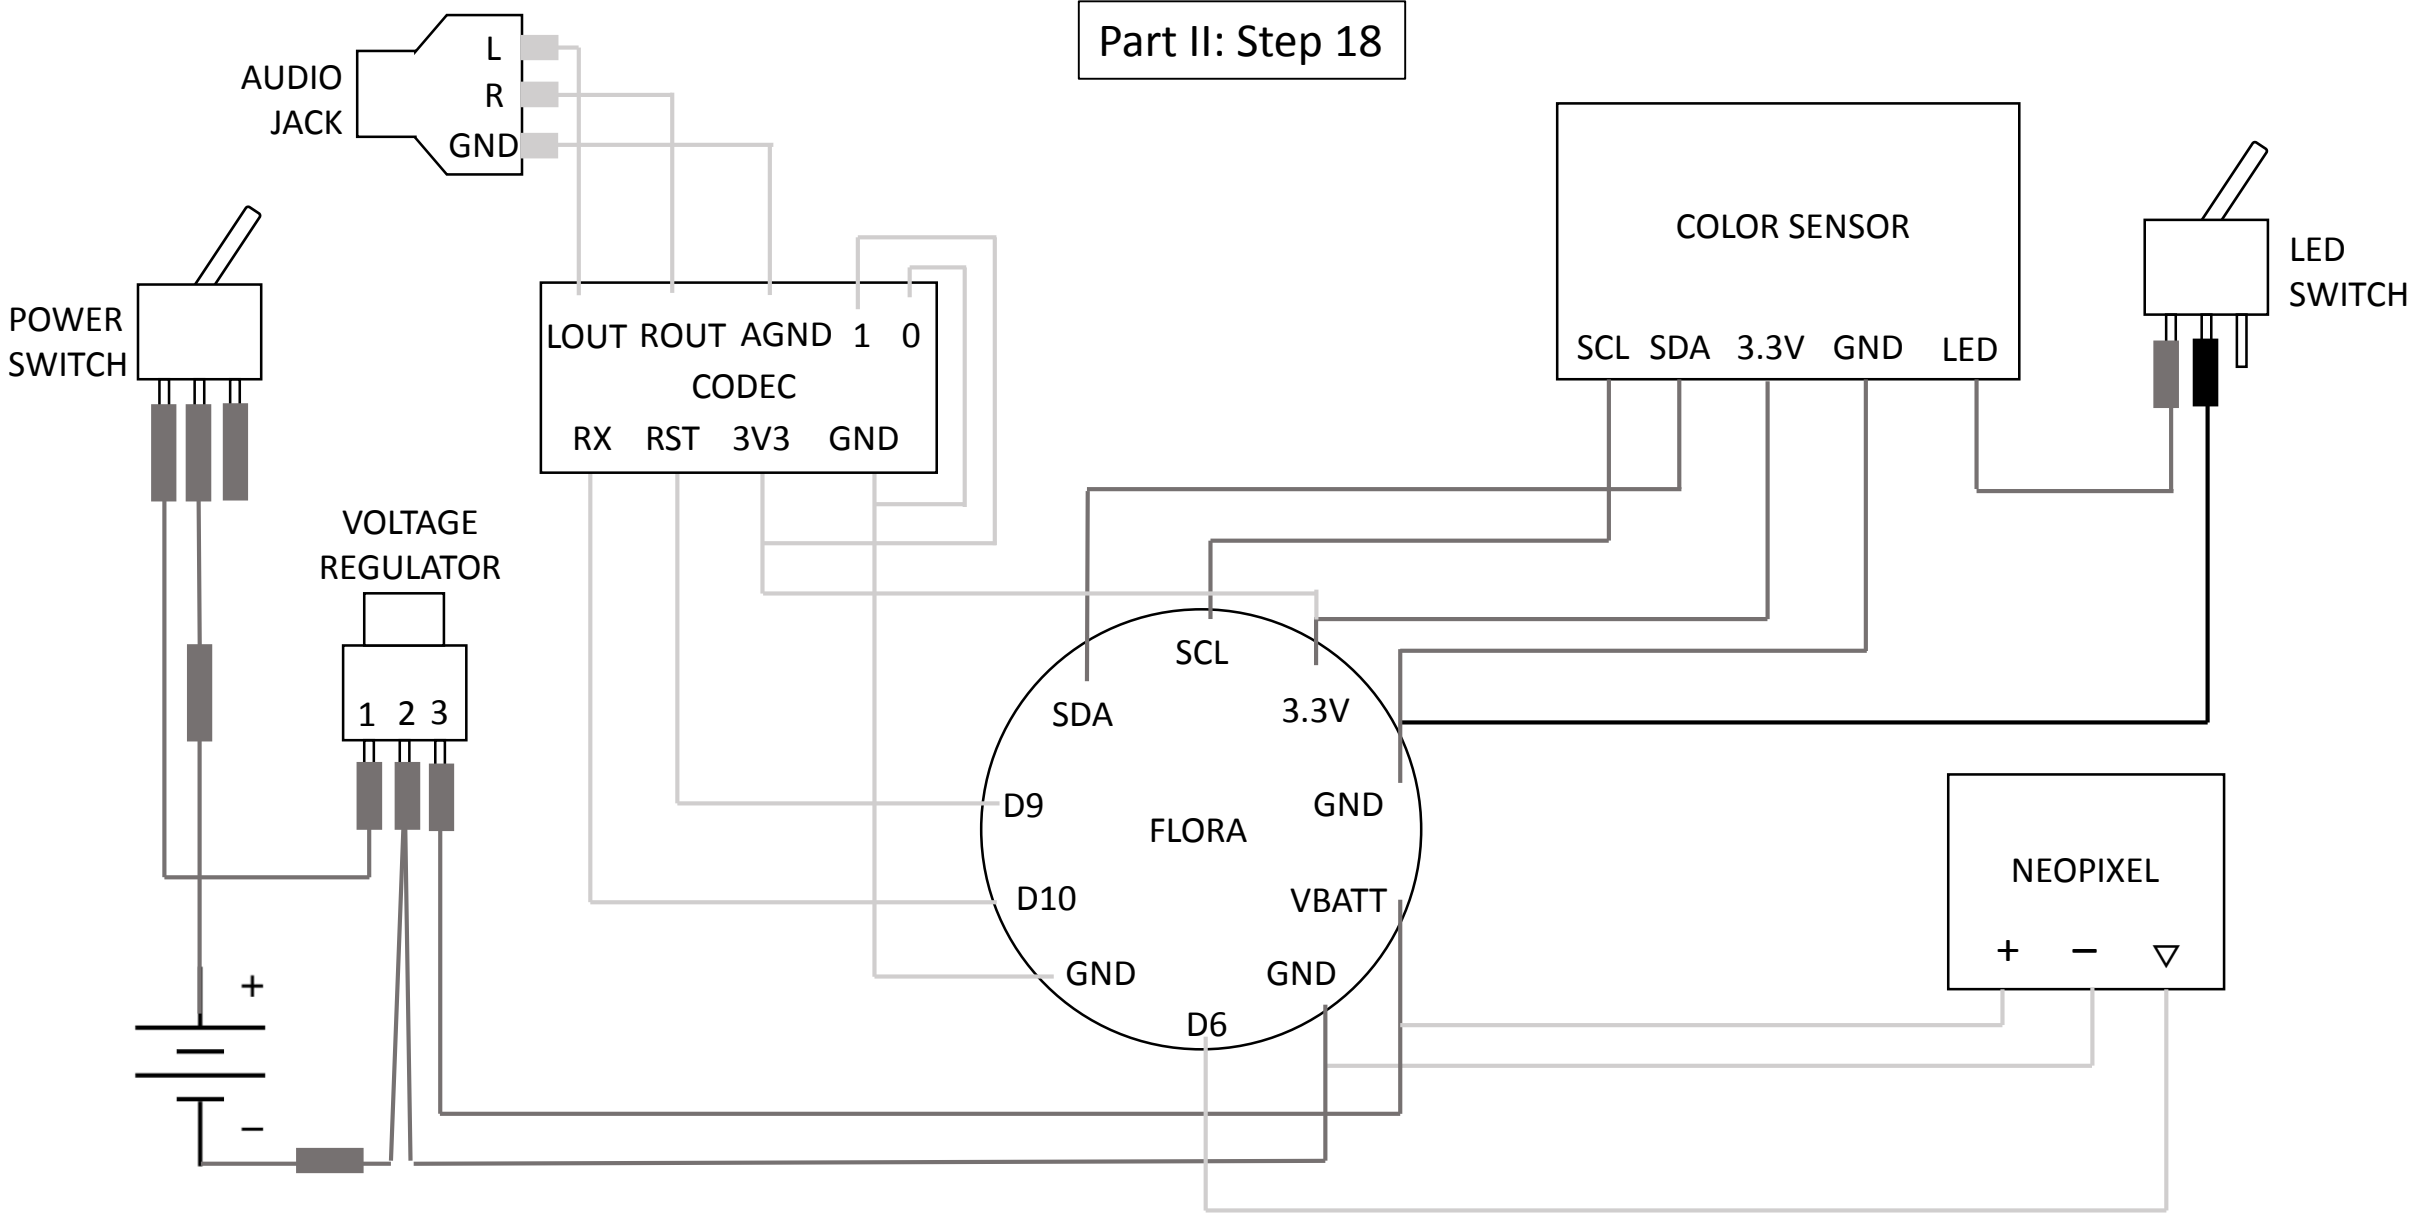 Part II: Step 18
AUDIO
JACK
L
R
GND
POWER
SWITCH
LOUT ROUT AGND 1 0
CODEC
RX RST 3V3 GND
COLOR SENSOR
SCL SDA 3.3V GND LED
LED
SWITCH
VOLTAGE
REGULATOR
1 2 3
SCL
SDA
3.3V
D9
GND
FLORA
D10
VBATT
GND
GND
D6
NEOPIXEL
+ −
+
−